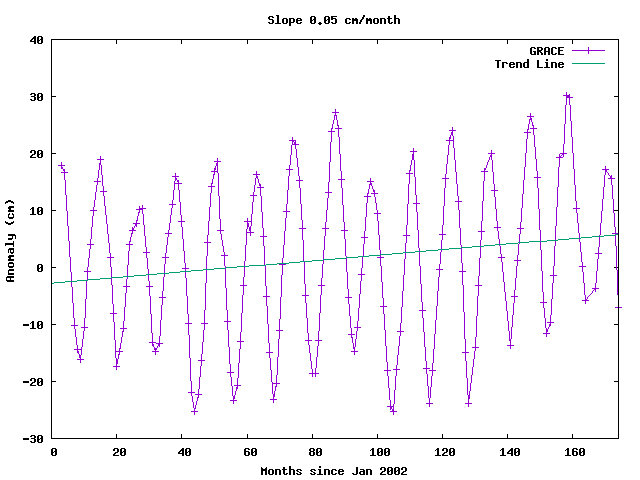 Slope 0.05 cm/month
GRACE
Trend Line
40
30
20
10
0
-10
-20
-30
Anomaly (cm)
0 20 40 60 80 100 120 140 160
Months since Jan 2002